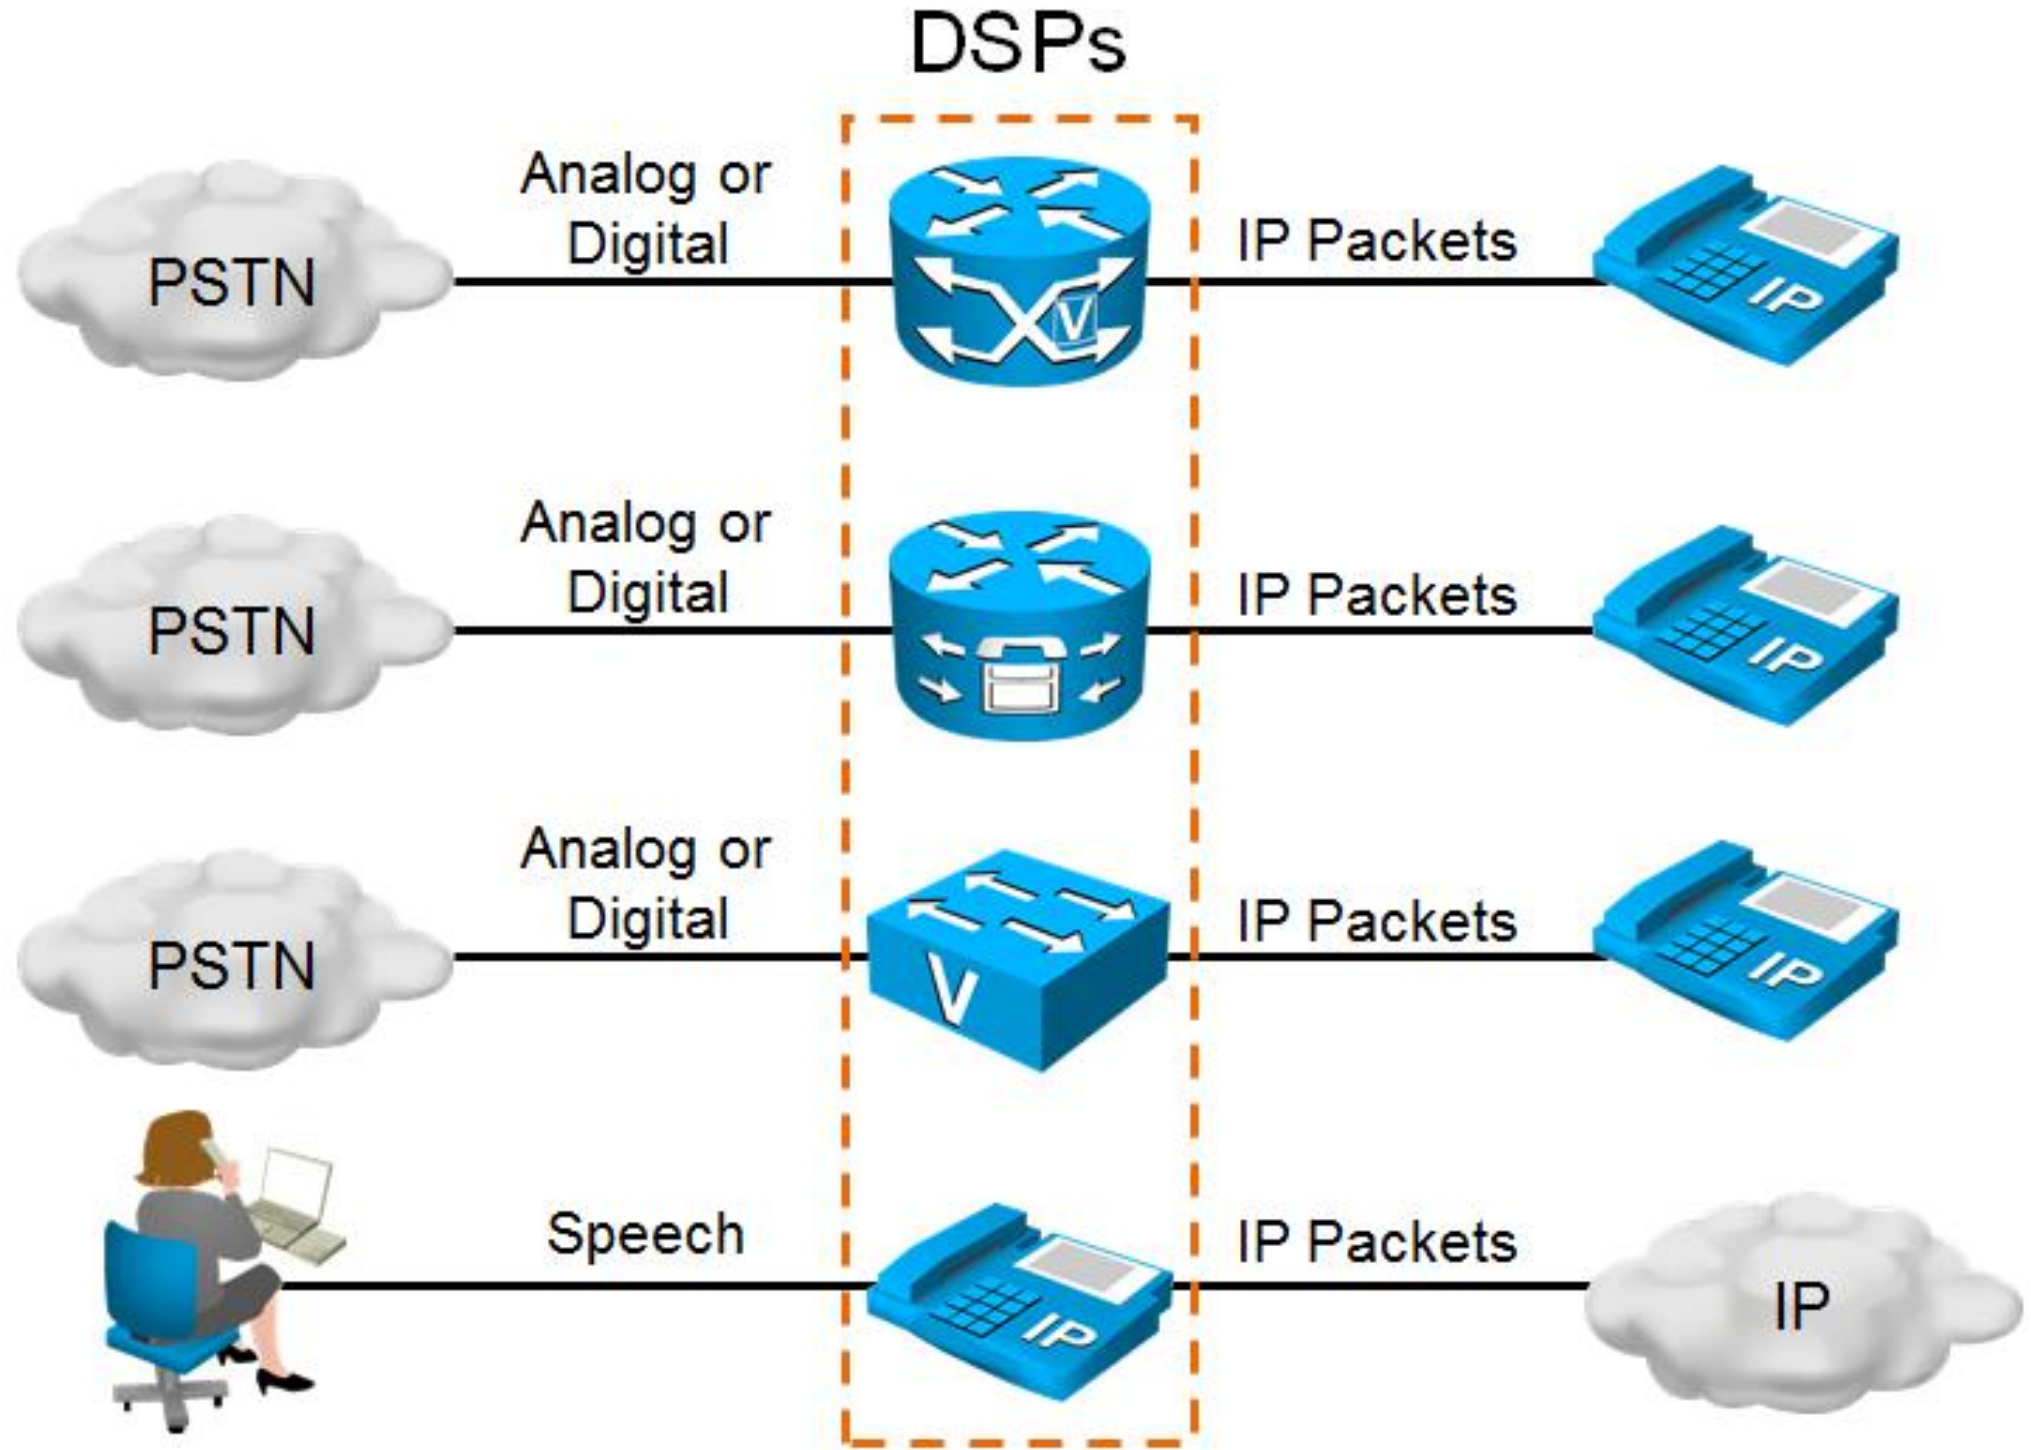 DSPs
Analog or
Digital
PSTN
V
IP Packets
IP
Analog or
Digital
PSTN
IP Packets
IP
Analog or
Digital
PSTN
V
IP Packets
IP
Speech
IP
IP Packets
IP